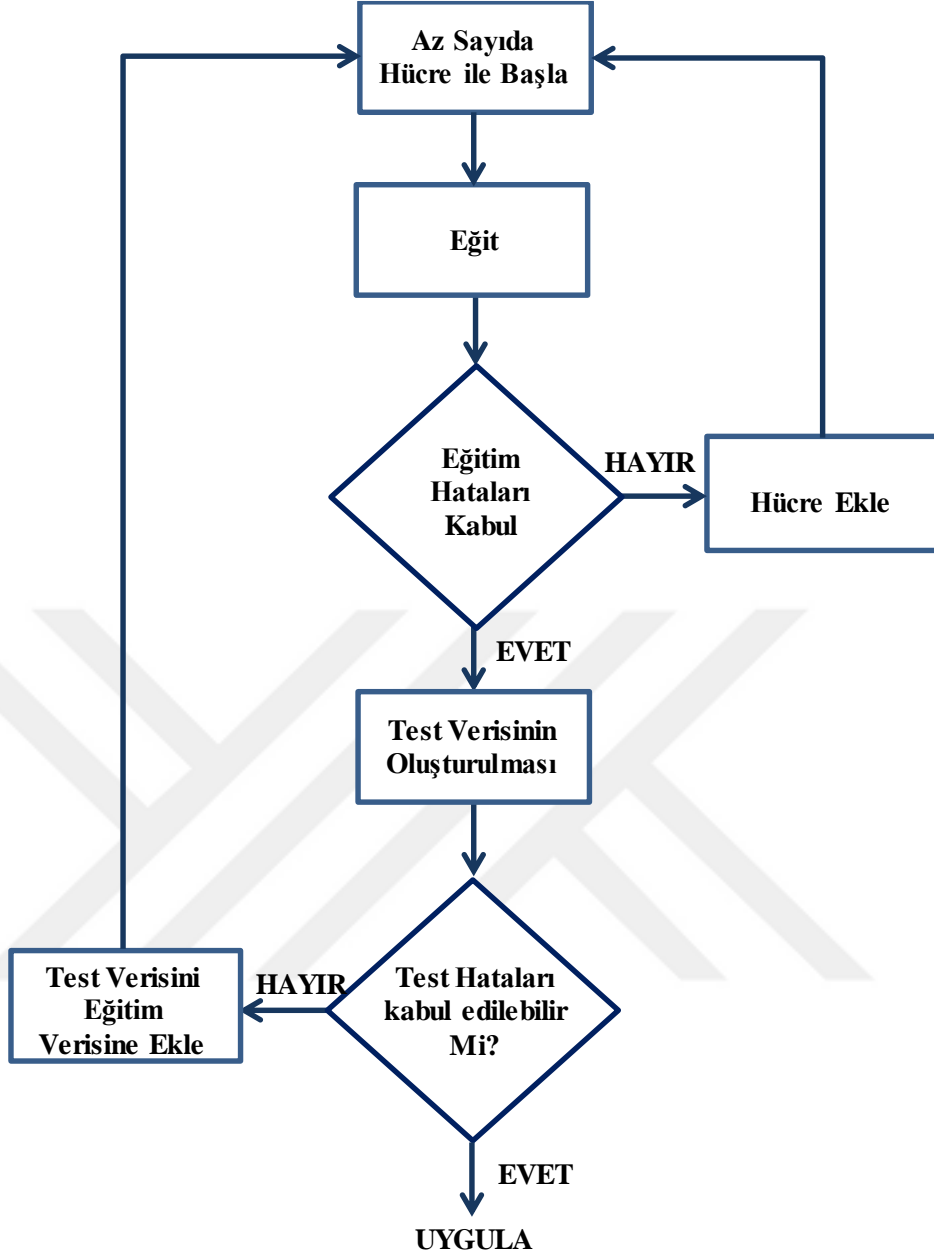 Az Sayıda
Hücre ile Başla
Eğit
Eğitim
Hataları
Kabul
HAYIR
Hücre Ekle
EVET
Test Verisinin
Oluşturulması
Test Hataları
kabul edilebilir
Mi?
HAYIR
Test Verisini
Eğitim
Verisine Ekle
EVET
UYGULA